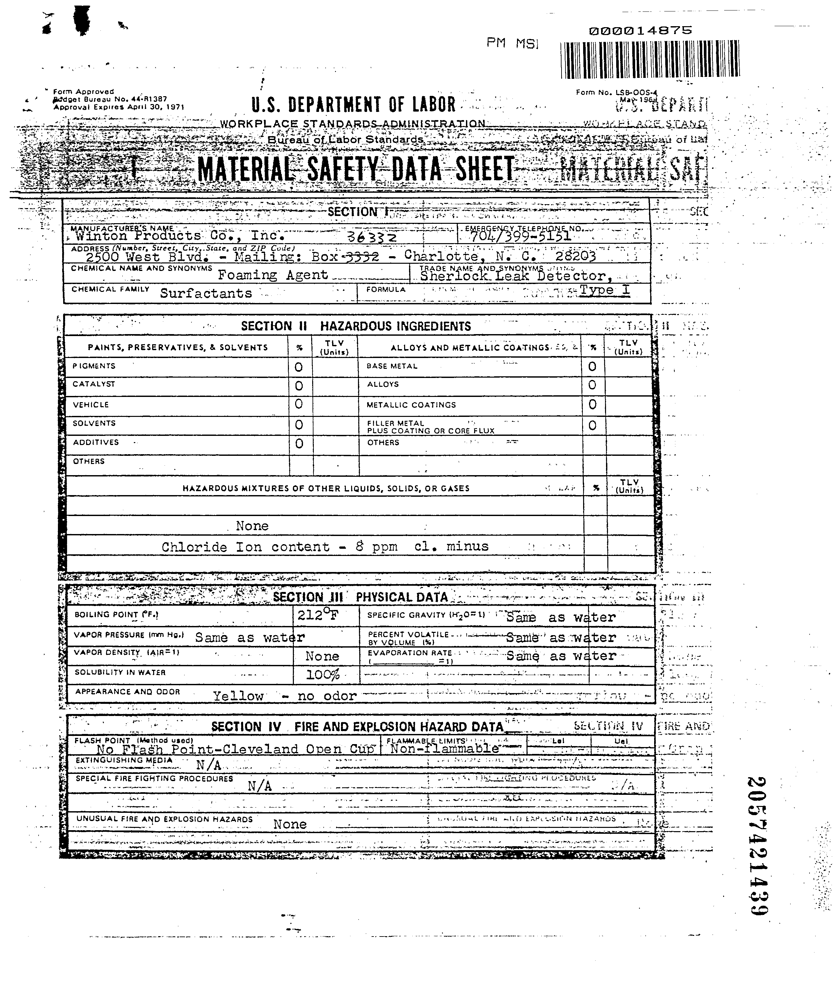 000014875
PM MSI
Form Approved
Budget Bureau No. 44-R1387
Approval Expires April 30, 1971
Form No. LSB-OOS-4
U.S. DEPARTMENT OF LABOR
WORKPLACE STANDARDS ADMINISTRATION
Bureau of Labor Standards
MATERIAL SAFETY DATA SHEET
SECTION I
MANUFACTURER'S NAME EMERGENCY TELEPHONE NO.
Winton Products Co., Inc. 36332 704/399-5151
ADDRESS (Number, Street, City, State, and ZIP Code)
2500 West Blvd. - Mailing: Box 3332 - Charlotte, N. C. 28203
CHEMICAL NAME AND SYNONYMS Foaming Agent TRADE NAME AND SYNONYMS Sherlock Leak Detector,
CHEMICAL FAMILY Surfactants FORMULA Type I
SECTION II HAZARDOUS INGREDIENTS
PAINTS, PRESERVATIVES, & SOLVENTS % TLV (Units) ALLOYS AND METALLIC COATINGS % TLV (Units)
PIGMENTS 0 BASE METAL 0
CATALYST 0 ALLOYS 0
VEHICLE 0 METALLIC COATINGS 0
SOLVENTS 0 FILLER METAL PLUS COATING OR CORE FLUX 0
ADDITIVES 0 OTHERS
OTHERS
HAZARDOUS MIXTURES OF OTHER LIQUIDS, SOLIDS, OR GASES % TLV (Units)
None
Chloride Ion content - 8 ppm cl. minus
SECTION III PHYSICAL DATA
BOILING POINT (°F.) 212°F SPECIFIC GRAVITY (H2O=1) Same as water
VAPOR PRESSURE (mm Hg.) Same as water PERCENT VOLATILE BY VOLUME (%) Same as water
VAPOR DENSITY (AIR=1) None EVAPORATION RATE (______ =1) Same as water
SOLUBILITY IN WATER 100%
APPEARANCE AND ODOR Yellow - no odor
SECTION IV FIRE AND EXPLOSION HAZARD DATA
FLASH POINT (Method used) No Flash Point-Cleveland Open Cup FLAMMABLE LIMITS Non-flammable Lel Uel
EXTINGUISHING MEDIA N/A
SPECIAL FIRE FIGHTING PROCEDURES N/A
UNUSUAL FIRE AND EXPLOSION HAZARDS None
2057421439